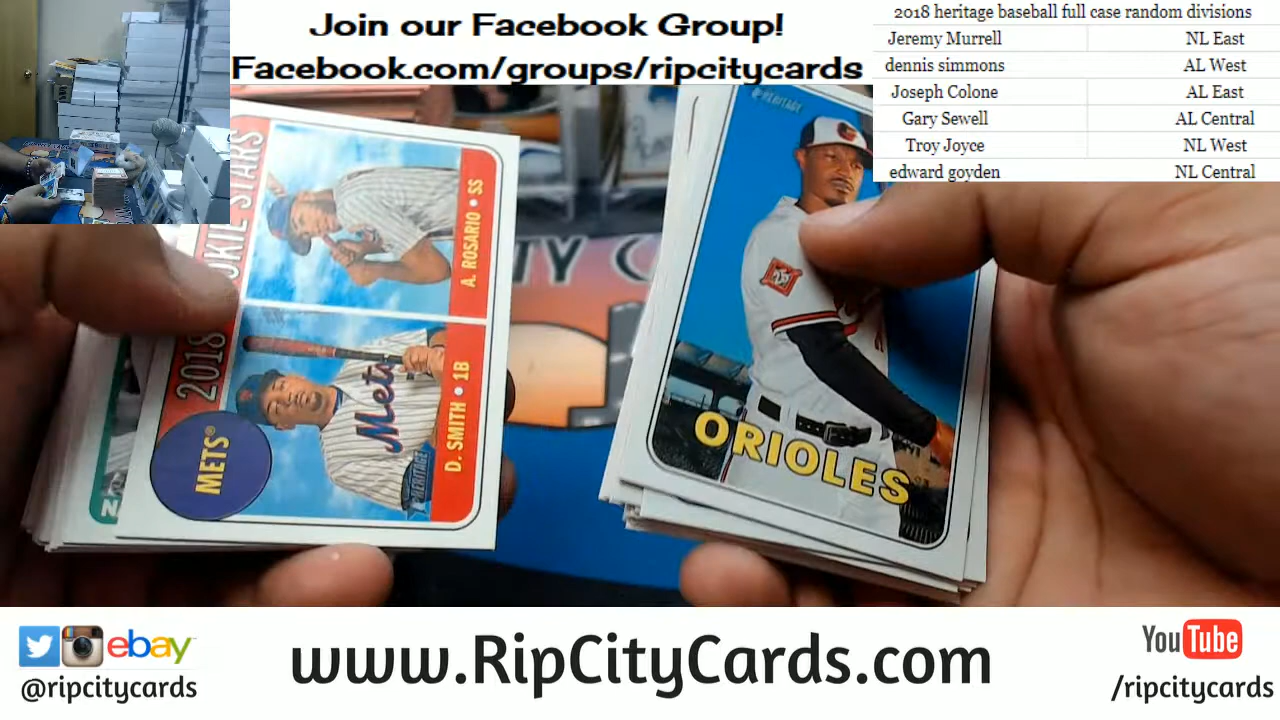 Join our Facebook Group!
Facebook.com/groups/ripcitycards
2018 heritage baseball full case random divisions
Jeremy Murrell NL East
dennis simmons AL West
Joseph Colone AL East
Gary Sewell AL Central
Troy Joyce NL West
edward goyden NL Central
2018
METS®
A. ROSARIO • SS
D. SMITH • 1B
Mets
HERITAGE
HERITAGE
ORIOLES
ebay
@ripcitycards
www.RipCityCards.com
YouTube
/ripcitycards